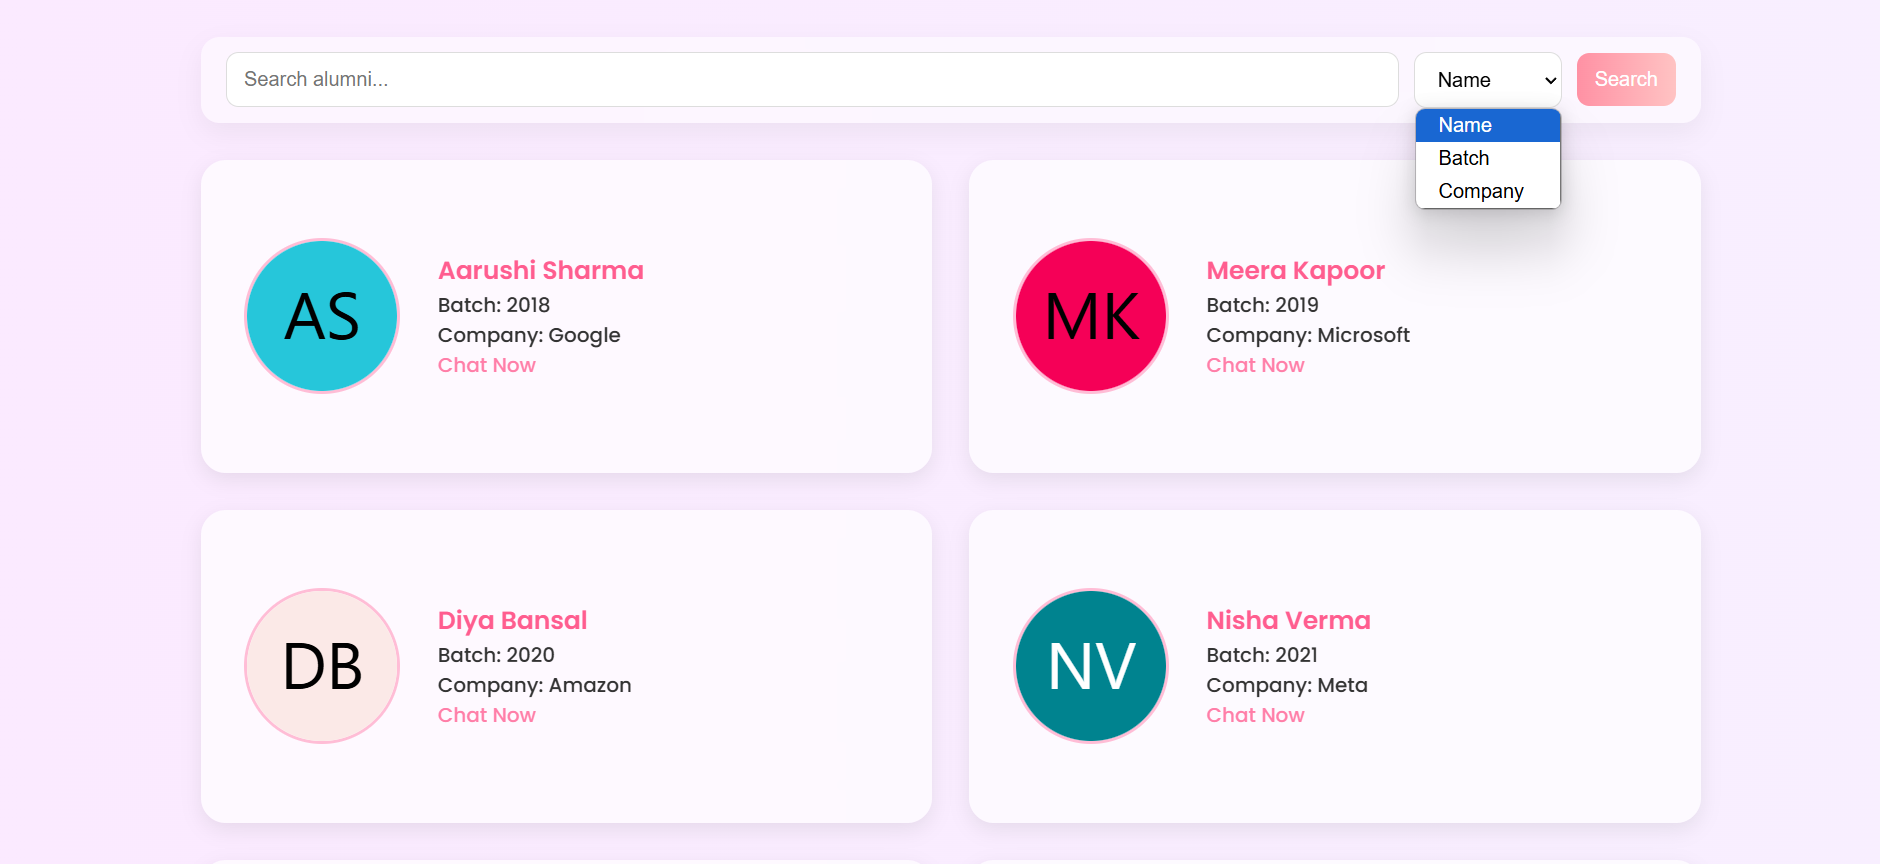 Search alumni...
Name
Search
Name
Batch
Company
AS
Aarushi Sharma
Batch: 2018
Company: Google
Chat Now
MK
Meera Kapoor
Batch: 2019
Company: Microsoft
Chat Now
DB
Diya Bansal
Batch: 2020
Company: Amazon
Chat Now
NV
Nisha Verma
Batch: 2021
Company: Meta
Chat Now